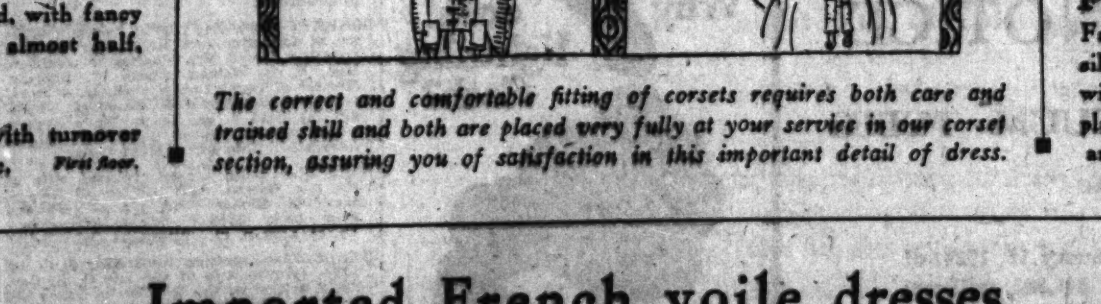 d, with fancy
almost half.
The correct and comfortable fitting of corsets requires both care and
trained skill and both are placed very fully at your service in our corset
section, assuring you of satisfaction in this important detail of dress.
with turnover
First floor.
Imported French voile dresses